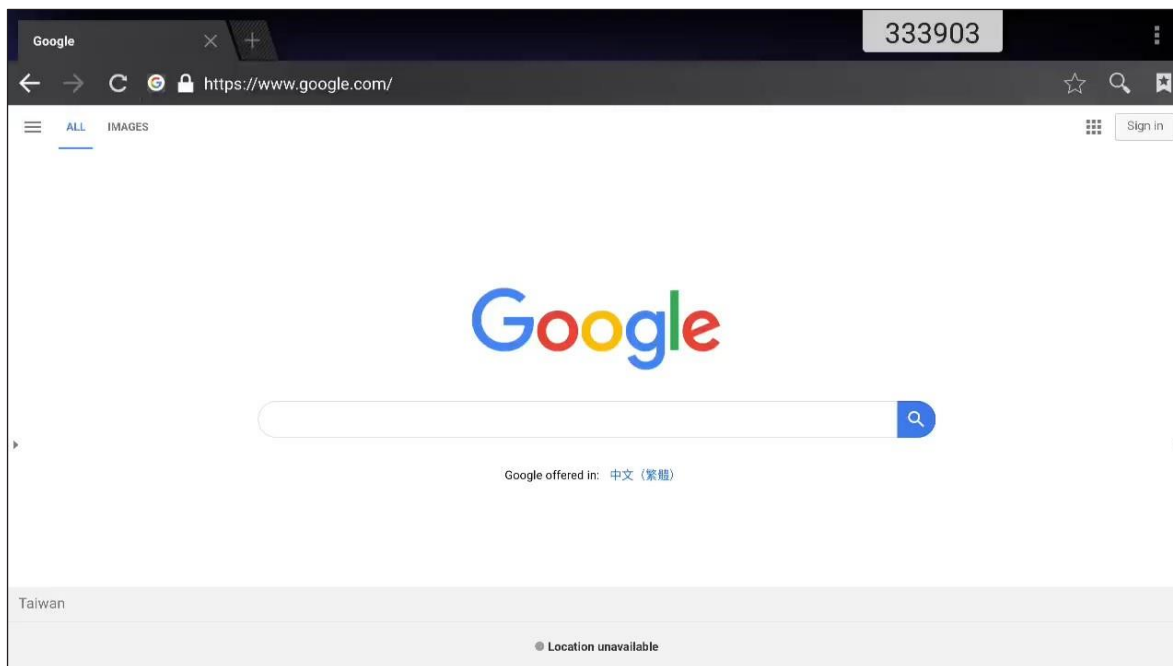 Google
333903
https://www.google.com/
ALL IMAGES
Sign in
Google
Google offered in: 中文（繁體）
Taiwan
Location unavailable